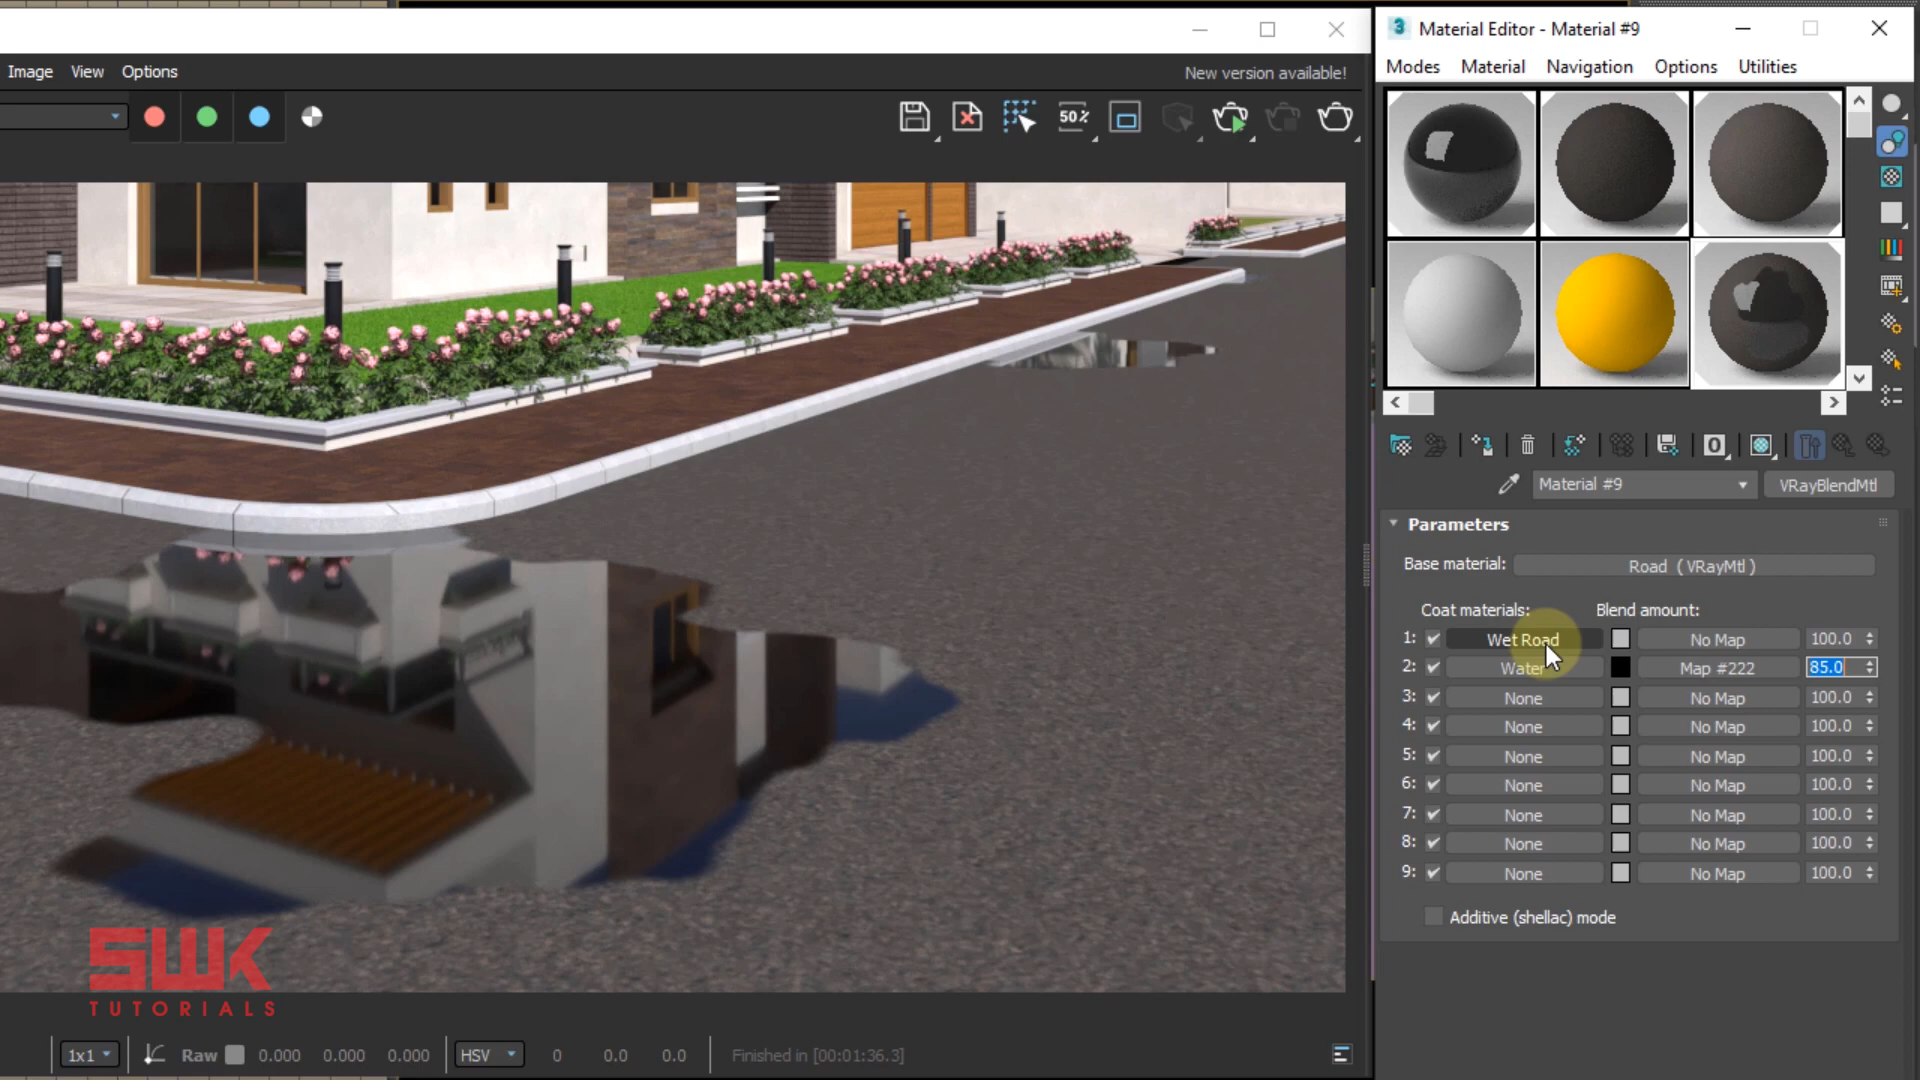 Image View Options
New version available!
50%
3 Material Editor - Material #9
Modes Material Navigation Options Utilities
0
Material #9
VRayBlendMtl
Parameters
Base material: Road ( VRayMtl )
Coat materials: Blend amount:
1: Wet Road No Map 100.0
2: Water Map #222 85.0
3: None No Map 100.0
4: None No Map 100.0
5: None No Map 100.0
6: None No Map 100.0
7: None No Map 100.0
8: None No Map 100.0
9: None No Map 100.0
Additive (shellac) mode
SWK
TUTORIALS
1x1 Raw 0.000 0.000 0.000 HSV 0 0.0 0.0 Finished in [00:01:36.3]